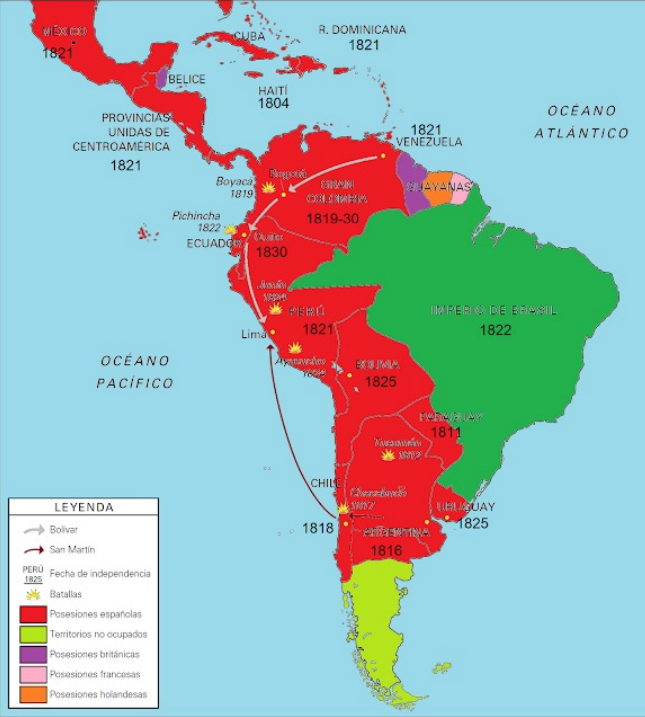 MÉXICO
1821
CUBA
R. DOMINICANA
1821
BELICE
HAITÍ
1804
PROVINCIAS
UNIDAS DE
CENTROAMÉRICA
1821
OCÉANO
ATLÁNTICO
1821
VENEZUELA
GUAYANAS
Bogotá
Boyacá
1819
GRAN
COLOMBIA
1819-30
Pichincha
1822
ECUADOR
Quito
1830
Junín
1824
PERÚ
1821
IMPERIO DE BRASIL
1822
Lima
Ayacucho
1824
BOLIVIA
1825
OCÉANO
PACÍFICO
PARAGUAY
1811
Tucumán
CHILE
Chacabuco
1817
1818
URUGUAY
1825
ARGENTINA
1816
LEYENDA
Bolívar
San Martín
PERÚ
1825
Fecha de independencia
Batallas
Posesiones españolas
Territorios no ocupados
Posesiones británicas
Posesiones francesas
Posesiones holandesas